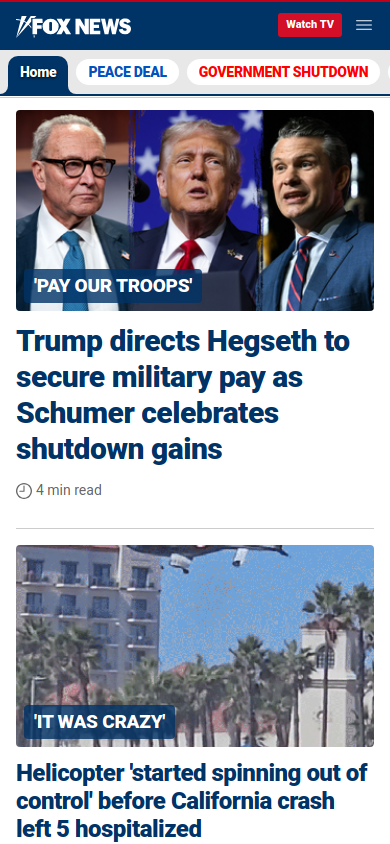 FOX NEWS
Watch TV
Home
PEACE DEAL
GOVERNMENT SHUTDOWN
'PAY OUR TROOPS'
Trump directs Hegseth to
secure military pay as
Schumer celebrates
shutdown gains
4 min read
'IT WAS CRAZY'
Helicopter 'started spinning out of
control' before California crash
left 5 hospitalized